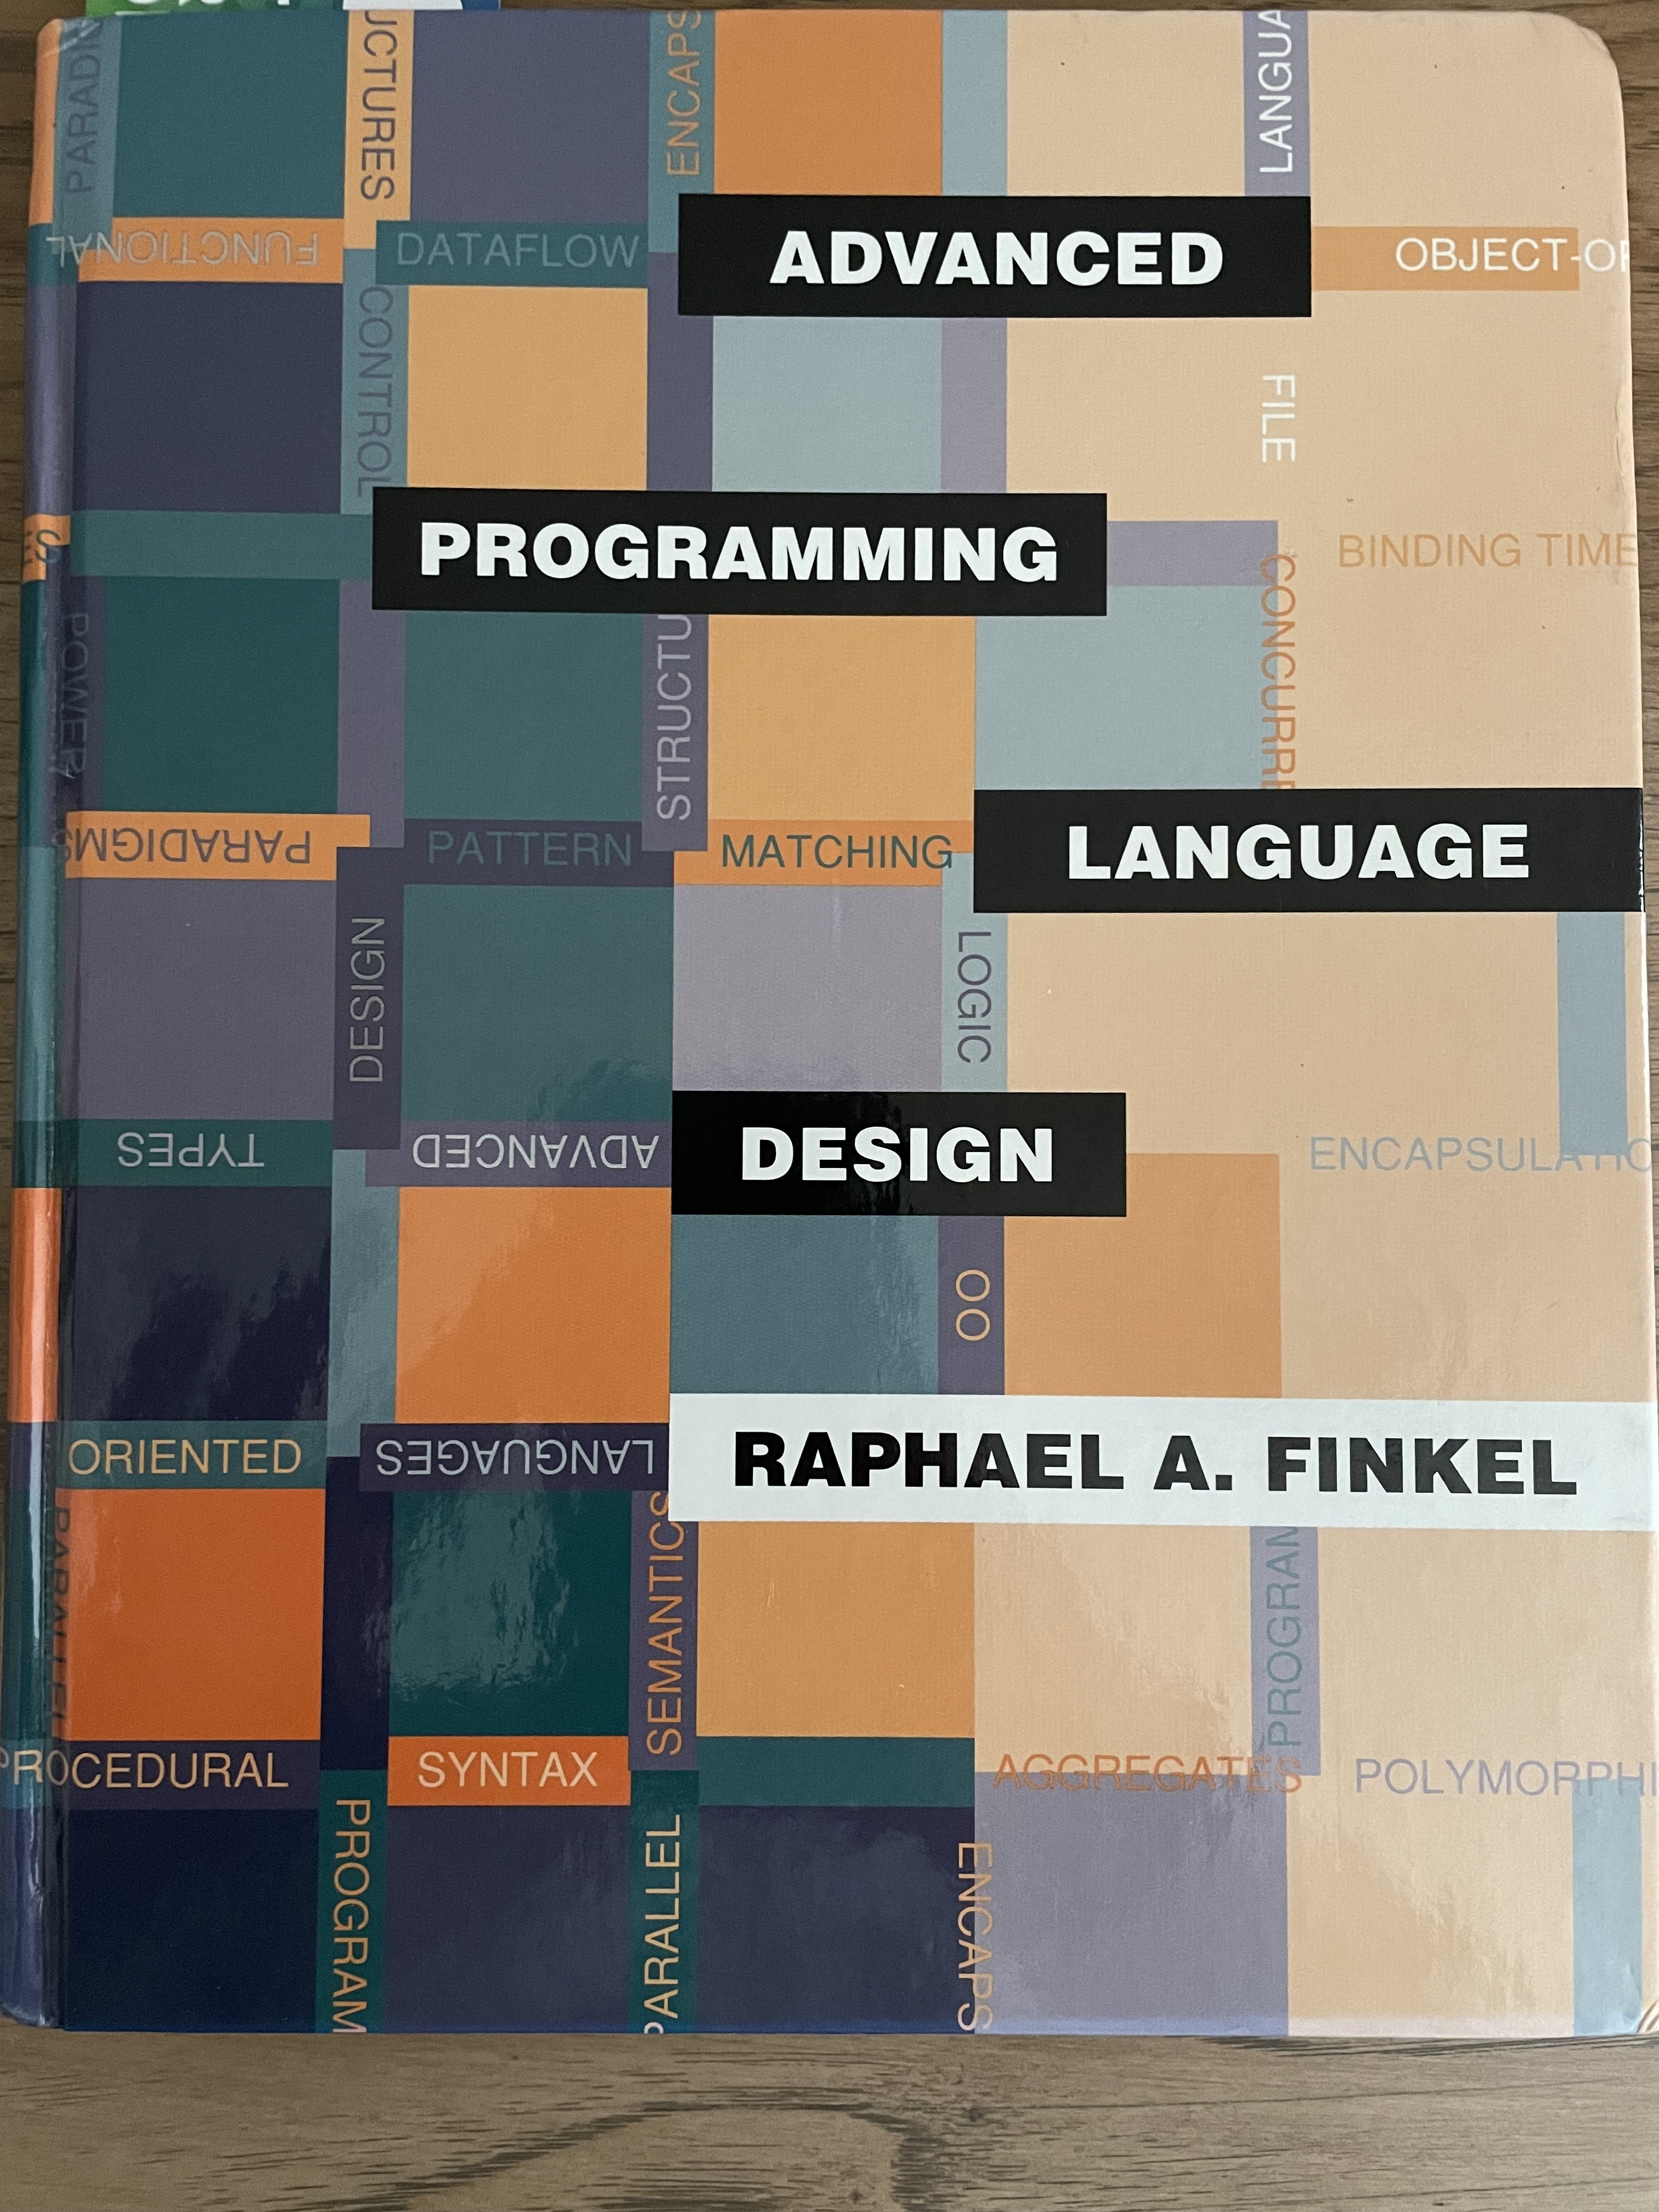 PARADI
UCTURES
ENCAPS
LANGUA
FUNCTIONAL
DATAFLOW
ADVANCED
OBJECT-OR
CONTROL
FILE
PROGRAMMING
BINDING TIME
POWER
STRUCTU
CONCURRE
PARADIGMS
PATTERN
MATCHING
LANGUAGE
DESIGN
LOGIC
TYPES
ADVANCED
DESIGN
ENCAPSULATIO
OO
ORIENTED
LANGUAGES
RAPHAEL A. FINKEL
PARALLEL
SEMANTICS
PROGRAM
PROCEDURAL
SYNTAX
AGGREGATES
POLYMORPHI
PROGRAM
PARALLEL
ENCAPS